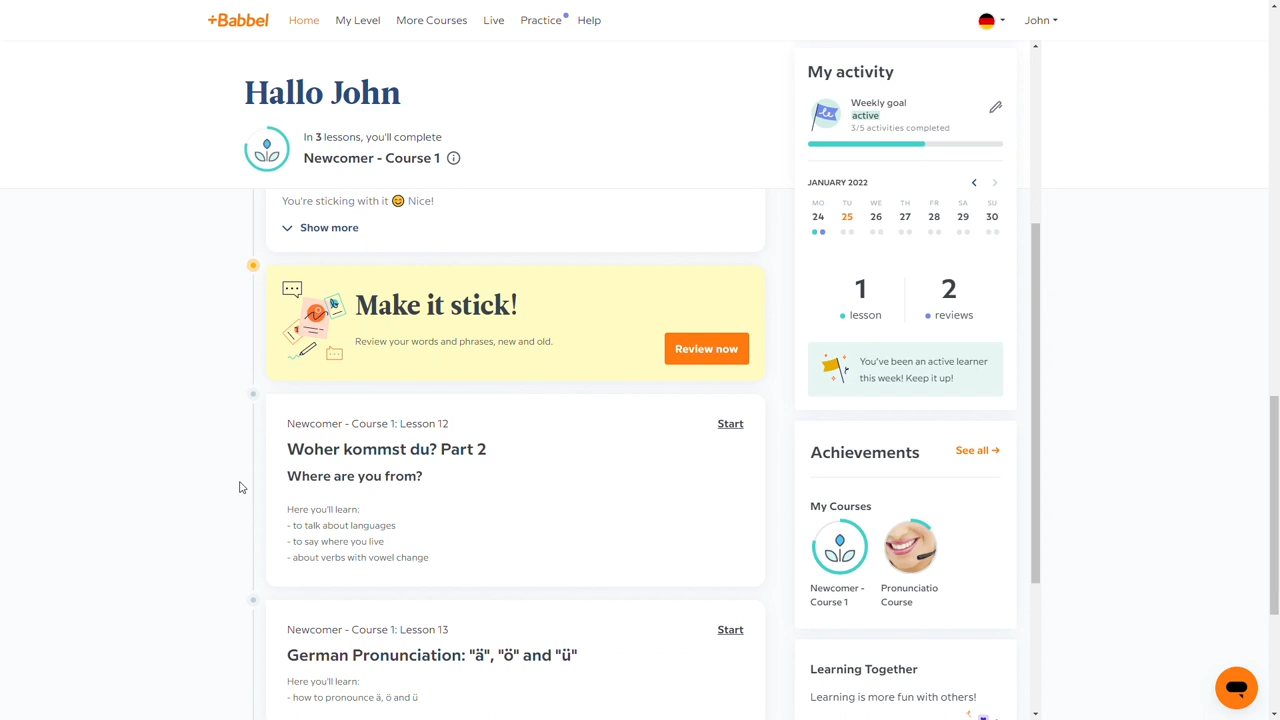 +Babbel
Home
My Level
More Courses
Live
Practice
Help
John
Hallo John
In 3 lessons, you'll complete
Newcomer - Course 1
You're sticking with it 😊 Nice!
Show more
Make it stick!
Review your words and phrases, new and old.
Review now
Newcomer - Course 1: Lesson 12
Start
Woher kommst du? Part 2
Where are you from?
Here you'll learn:
- to talk about languages
- to say where you live
- about verbs with vowel change
Newcomer - Course 1: Lesson 13
Start
German Pronunciation: "ä", "ö" and "ü"
Here you'll learn:
- how to pronounce ä, ö and ü
My activity
Weekly goal
active
3/5 activities completed
JANUARY 2022
MO TU WE TH FR SA SU
24 25 26 27 28 29 30
1 2
lesson reviews
You've been an active learner
this week! Keep it up!
Achievements
See all →
My Courses
Newcomer -
Course 1
Pronunciatio
Course
Learning Together
Learning is more fun with others!